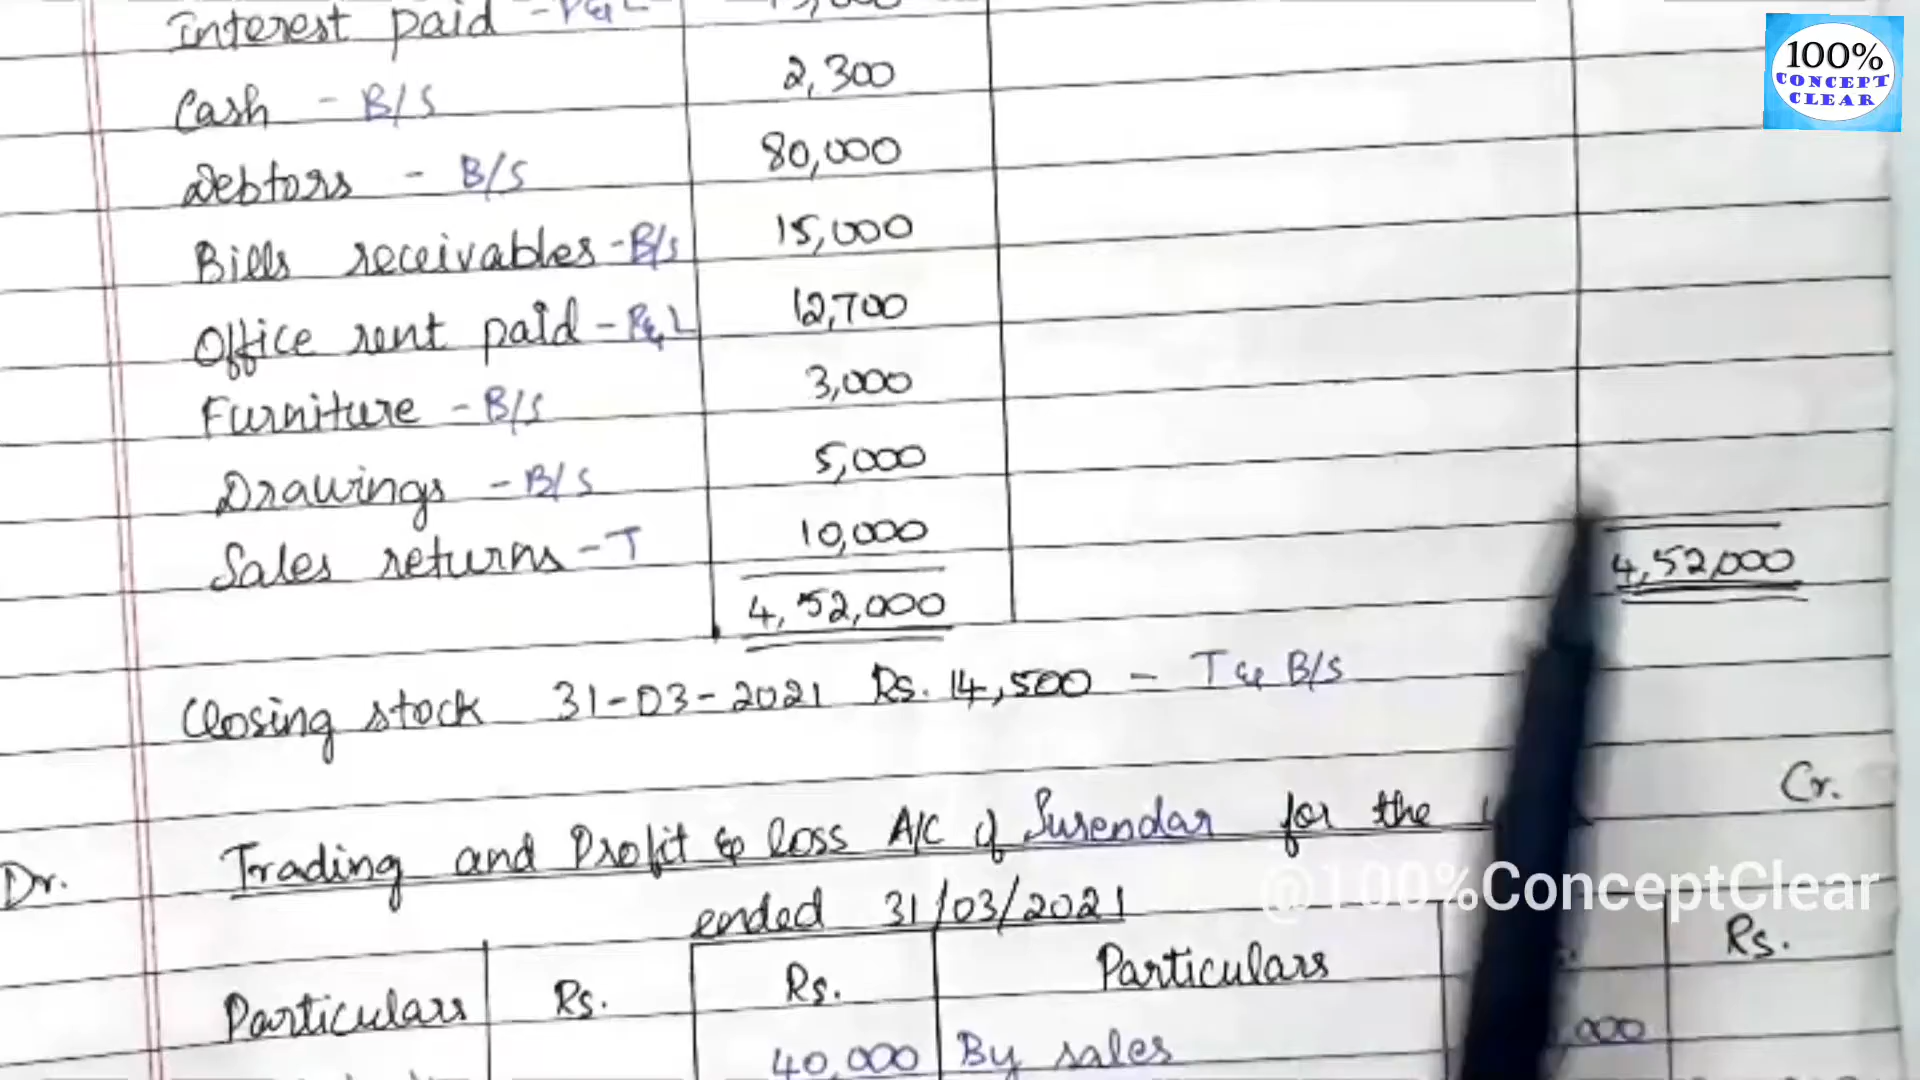 Interest paid - P&L
Cash - B/S 2,300
Debtors - B/S 80,000
Bills receivables - B/S 15,000
Office rent paid - P&L 12,700
Furniture - B/S 3,000
Drawings - B/S 5,000
Sales returns - T 10,000
4,52,000 4,52,000
Closing stock 31-03-2021 Rs. 14,500 - T & B/S
Dr. Trading and Profit & loss A/C of Surendar for the Cr.
ended 31/03/2021
Particulars Rs. Rs. Particulars Rs.
40,000 By sales ,000
100%
CONCEPT
CLEAR
@100%ConceptClear